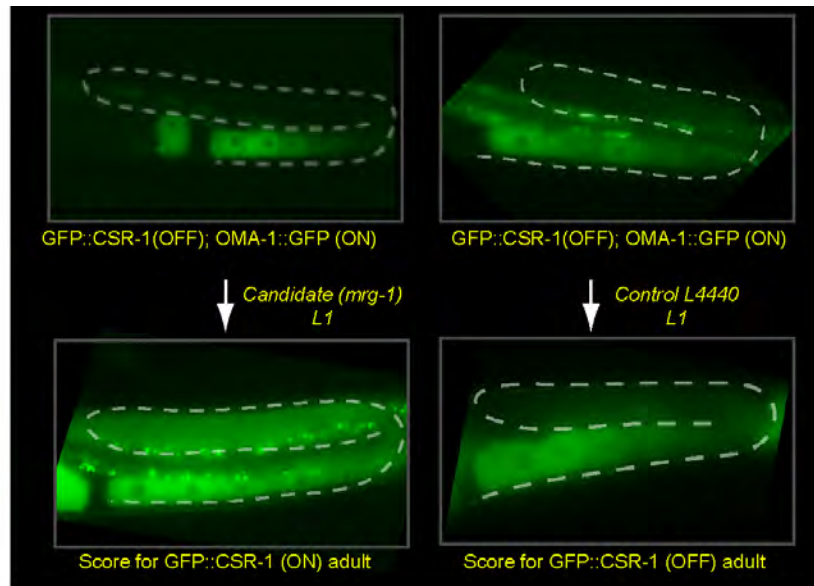 GFP::CSR-1(OFF); OMA-1::GFP (ON)
GFP::CSR-1(OFF); OMA-1::GFP (ON)
Candidate (mrg-1)
L1
Control L4440
L1
Score for GFP::CSR-1 (ON) adult
Score for GFP::CSR-1 (OFF) adult